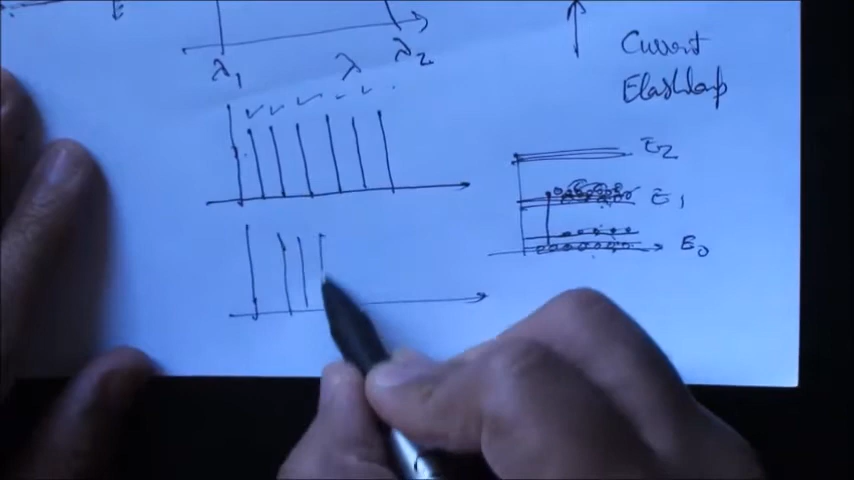 λ1 λ λ2
Current
Flashlamp
E2
E1
E0